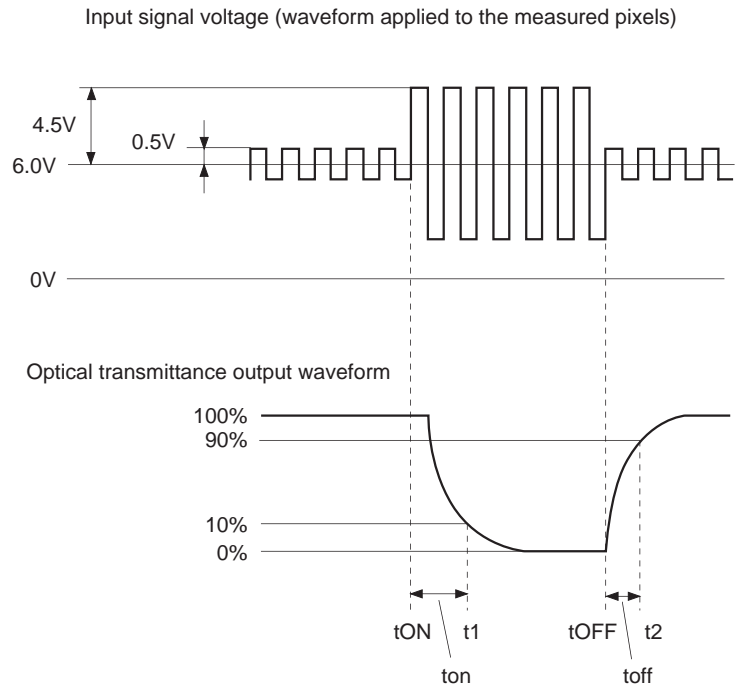 Input signal voltage (waveform applied to the measured pixels)
4.5V
0.5V
6.0V
0V
Optical transmittance output waveform
100%
90%
10%
0%
tON t1 tOFF t2
ton toff